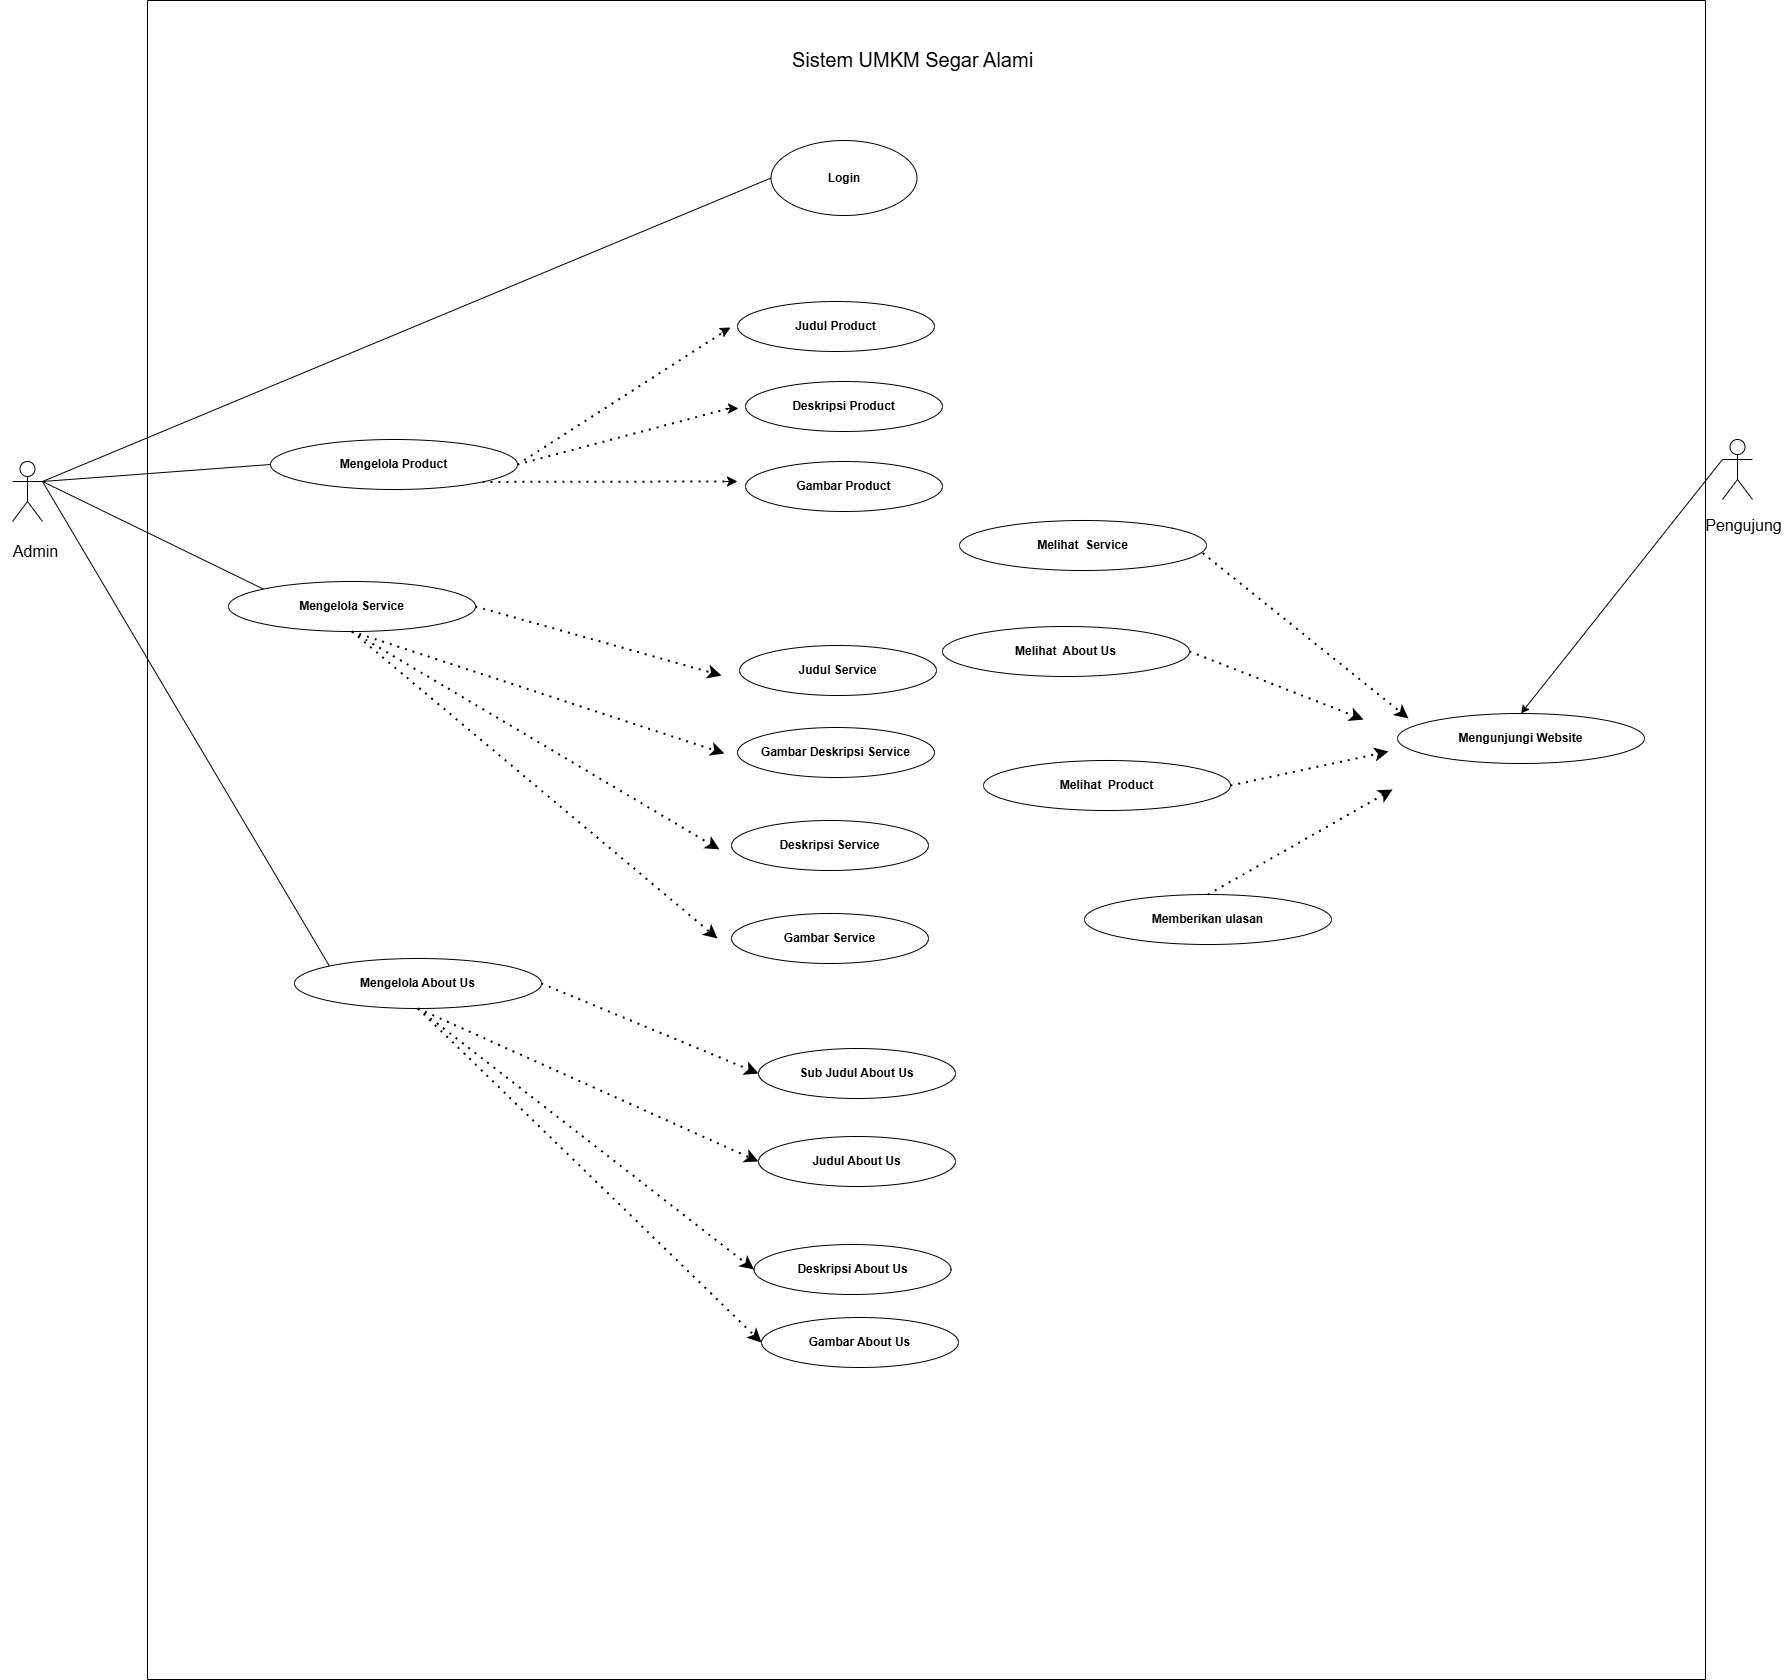 Sistem UMKM Segar Alami
Login
Judul Product
Deskripsi Product
Mengelola Product
Gambar Product
Admin
Pengujung
Melihat Service
Mengelola Service
Melihat About Us
Judul Service
Mengunjungi Website
Gambar Deskripsi Service
Melihat Product
Deskripsi Service
Memberikan ulasan
Gambar Service
Mengelola About Us
Sub Judul About Us
Judul About Us
Deskripsi About Us
Gambar About Us